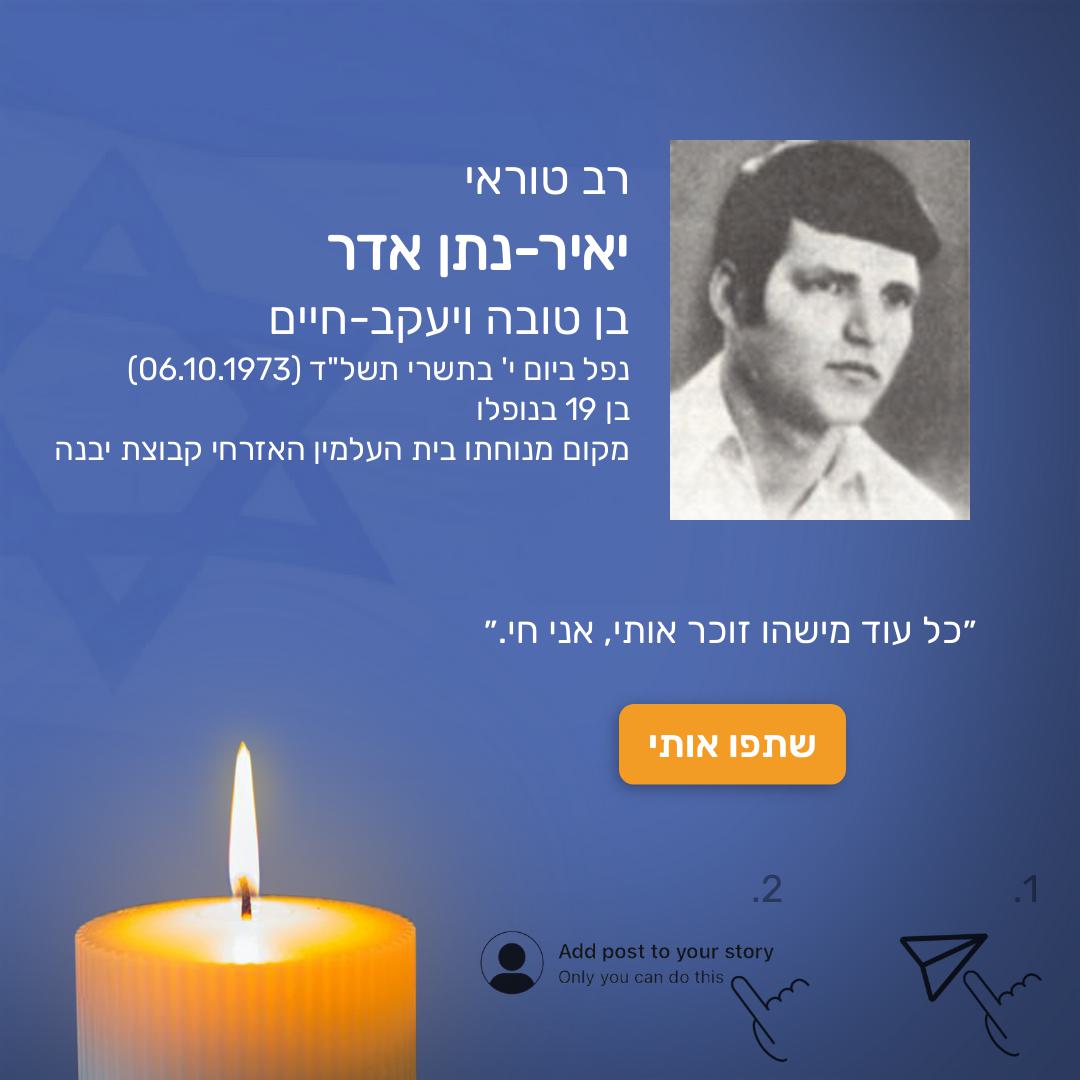 רב טוראי
יאיר-נתן אדר
בן טובה ויעקב-חיים
נפל ביום י' בתשרי תשל"ד (06.10.1973)
בן 19 בנופלו
מקום מנוחתו בית העלמין האזרחי קבוצת יבנה
״כל עוד מישהו זוכר אותי, אני חי.״
שתפו אותי
1.
2.
Add post to your story
Only you can do this